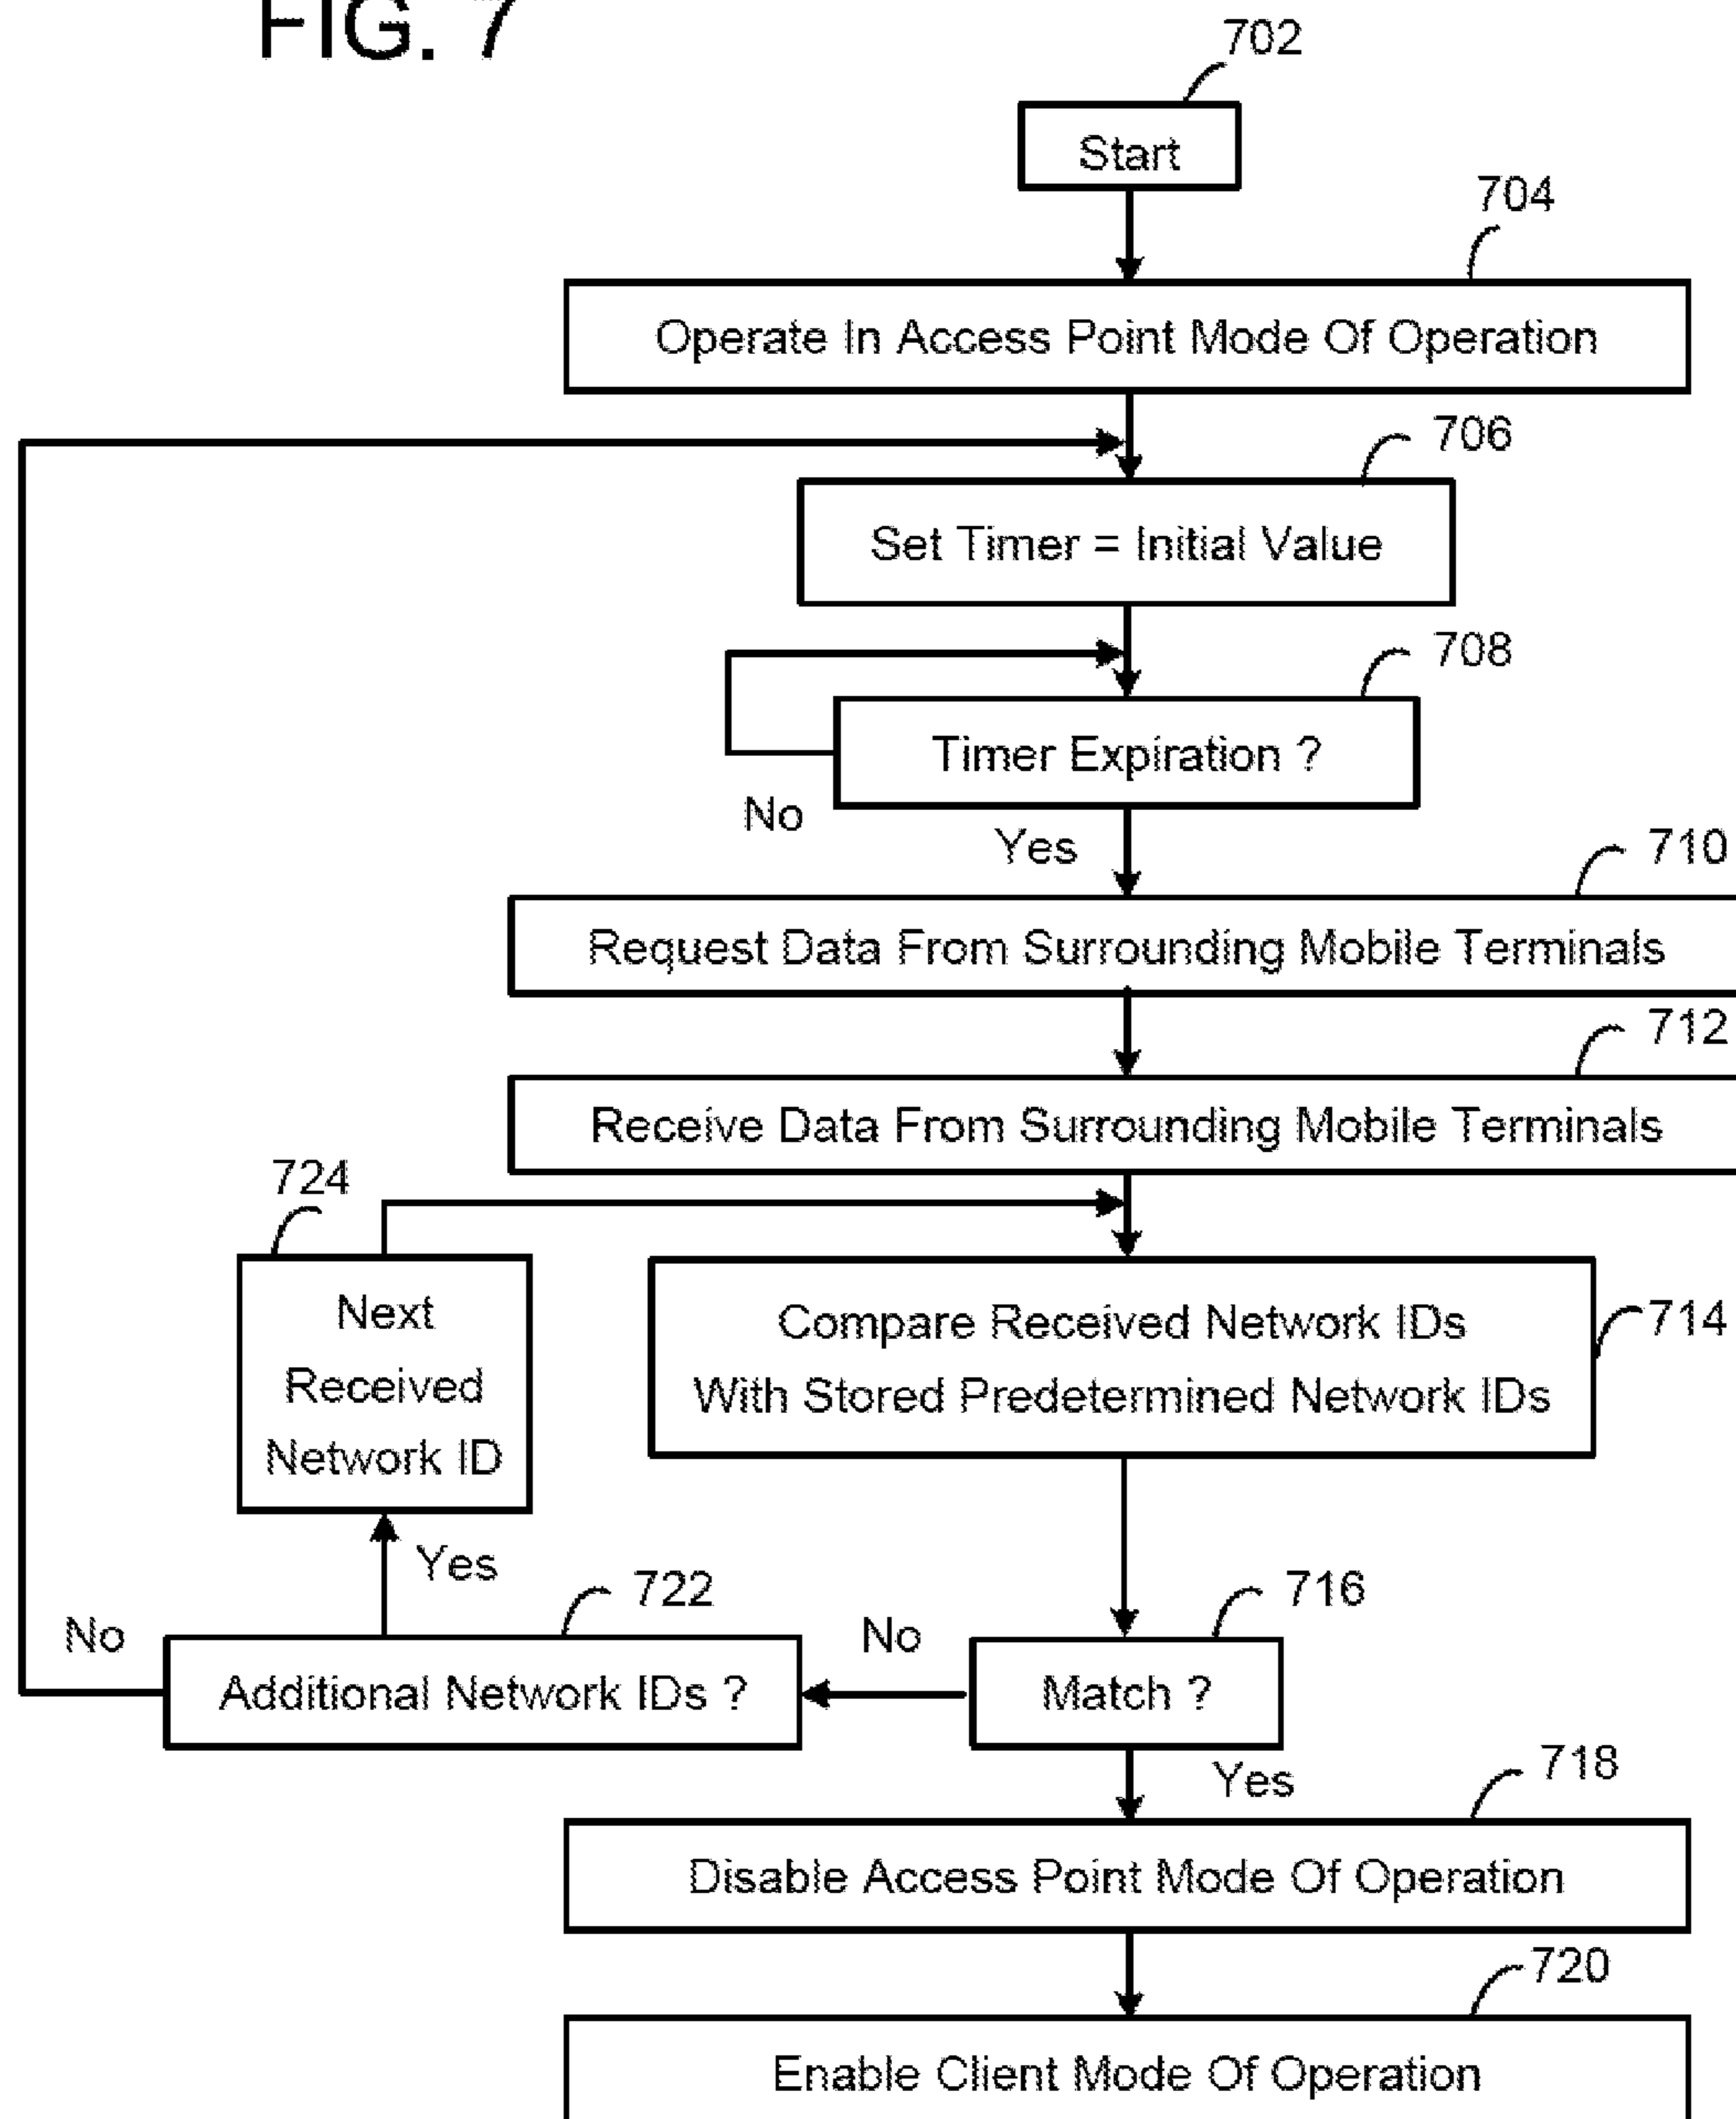 FIG. 7
702
Start
704
Operate In Access Point Mode Of Operation
706
Set Timer = Initial Value
708
Timer Expiration ?
No
Yes
710
Request Data From Surrounding Mobile Terminals
712
Receive Data From Surrounding Mobile Terminals
724
Next
Received
Network ID
Compare Received Network IDs
With Stored Predetermined Network IDs
714
Yes
722
716
No
Additional Network IDs ?
No
Match ?
Yes
718
Disable Access Point Mode Of Operation
720
Enable Client Mode Of Operation